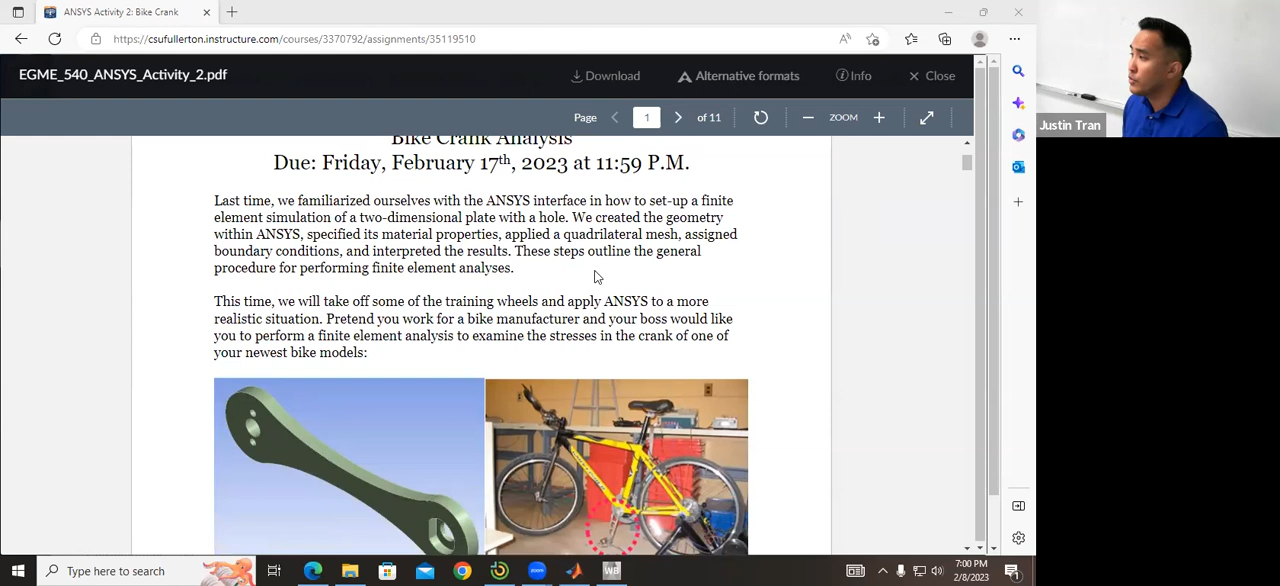 ANSYS Activity 2: Bike Crank
https://csufullerton.instructure.com/courses/3370792/assignments/35119510
EGME_540_ANSYS_Activity_2.pdf
Download
Alternative formats
Info
Close
Page
1
of 11
ZOOM
Justin Tran
Bike Crank Analysis
Due: Friday, February 17th, 2023 at 11:59 P.M.
Last time, we familiarized ourselves with the ANSYS interface in how to set-up a finite
element simulation of a two-dimensional plate with a hole. We created the geometry
within ANSYS, specified its material properties, applied a quadrilateral mesh, assigned
boundary conditions, and interpreted the results. These steps outline the general
procedure for performing finite element analyses.
This time, we will take off some of the training wheels and apply ANSYS to a more
realistic situation. Pretend you work for a bike manufacturer and your boss would like
you to perform a finite element analysis to examine the stresses in the crank of one of
your newest bike models:
Type here to search
zoom
WB
7:00 PM
2/8/2023
1